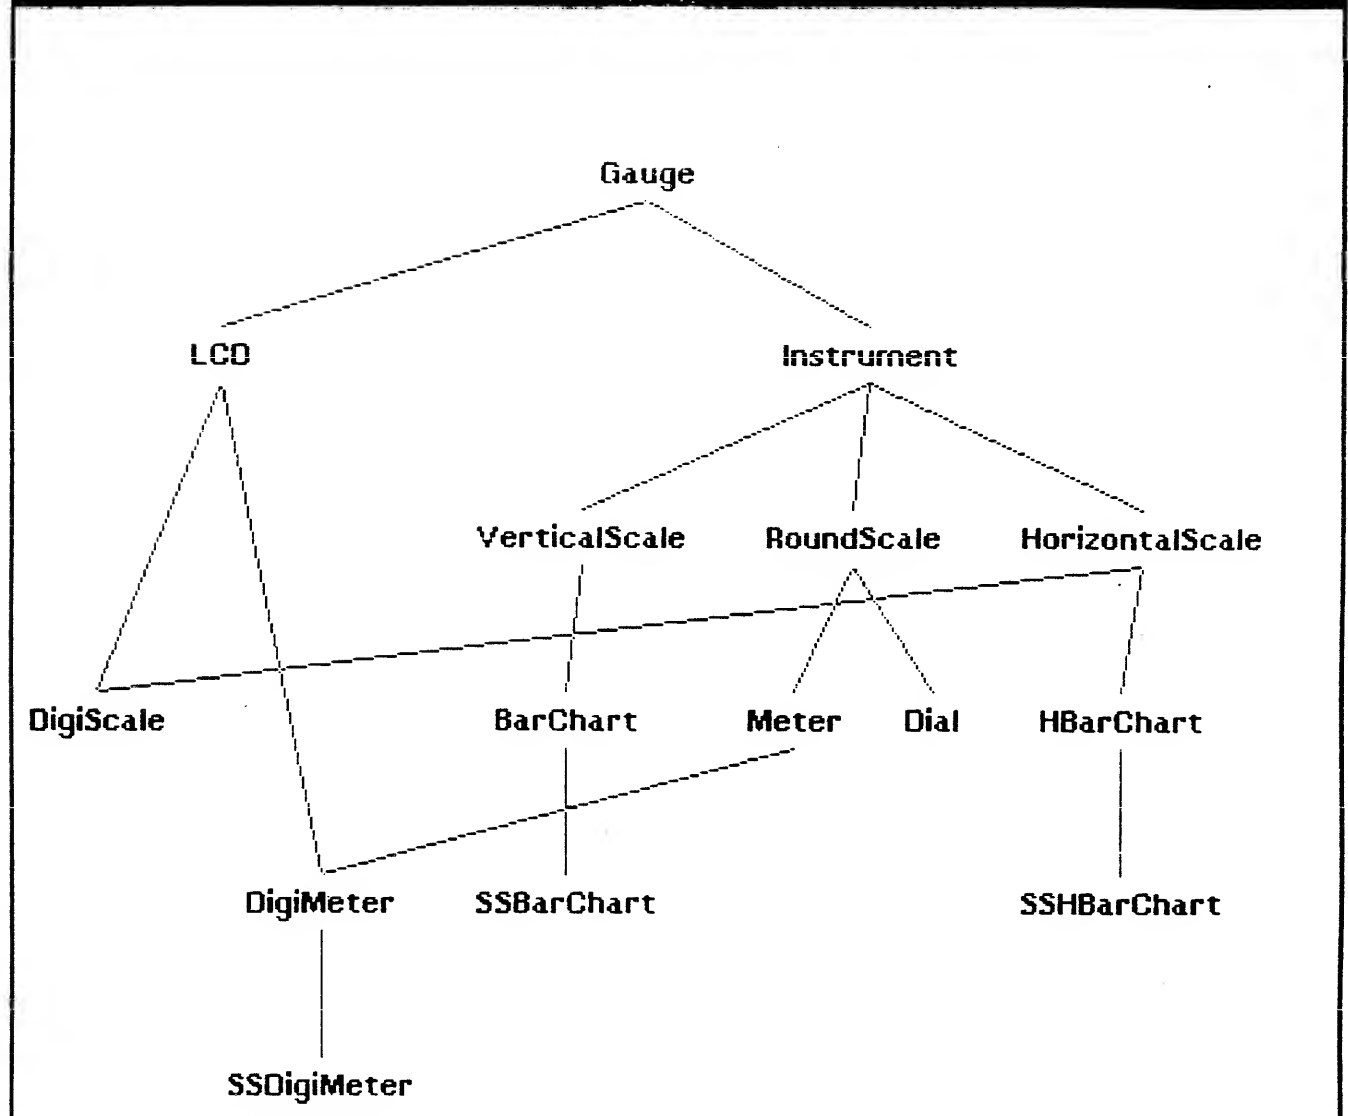 Gauge
LCD Instrument
VerticalScale RoundScale HorizontalScale
DigiScale BarChart Meter Dial HBarChart
DigiMeter SSBarChart SSHBarChart
SSDigiMeter